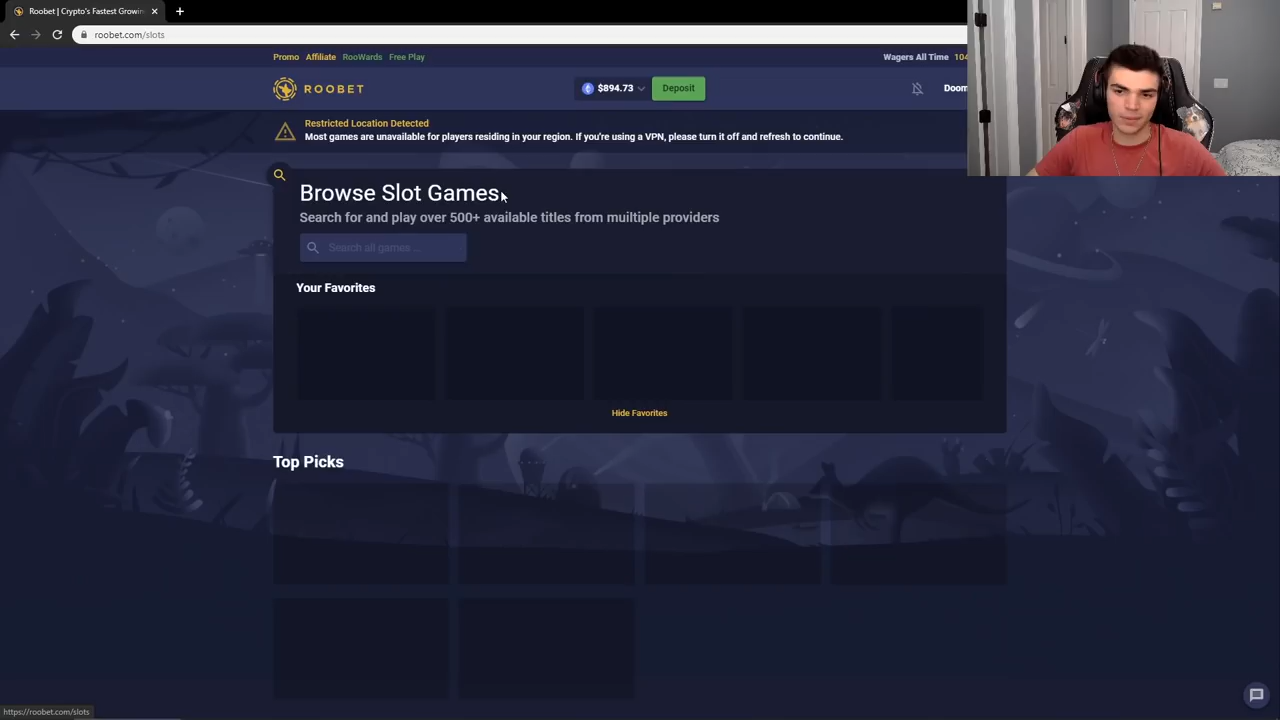 Roobet | Crypto's Fastest Growin
roobet.com/slots
Promo Affiliate RooWards Free Play
Wagers All Time 104
ROOBET
$894.73
Deposit
Doom
Restricted Location Detected
Most games are unavailable for players residing in your region. If you're using a VPN, please turn it off and refresh to continue.
Browse Slot Games
Search for and play over 500+ available titles from muiltiple providers
Search all games ...
Your Favorites
Hide Favorites
Top Picks
https://roobet.com/slots